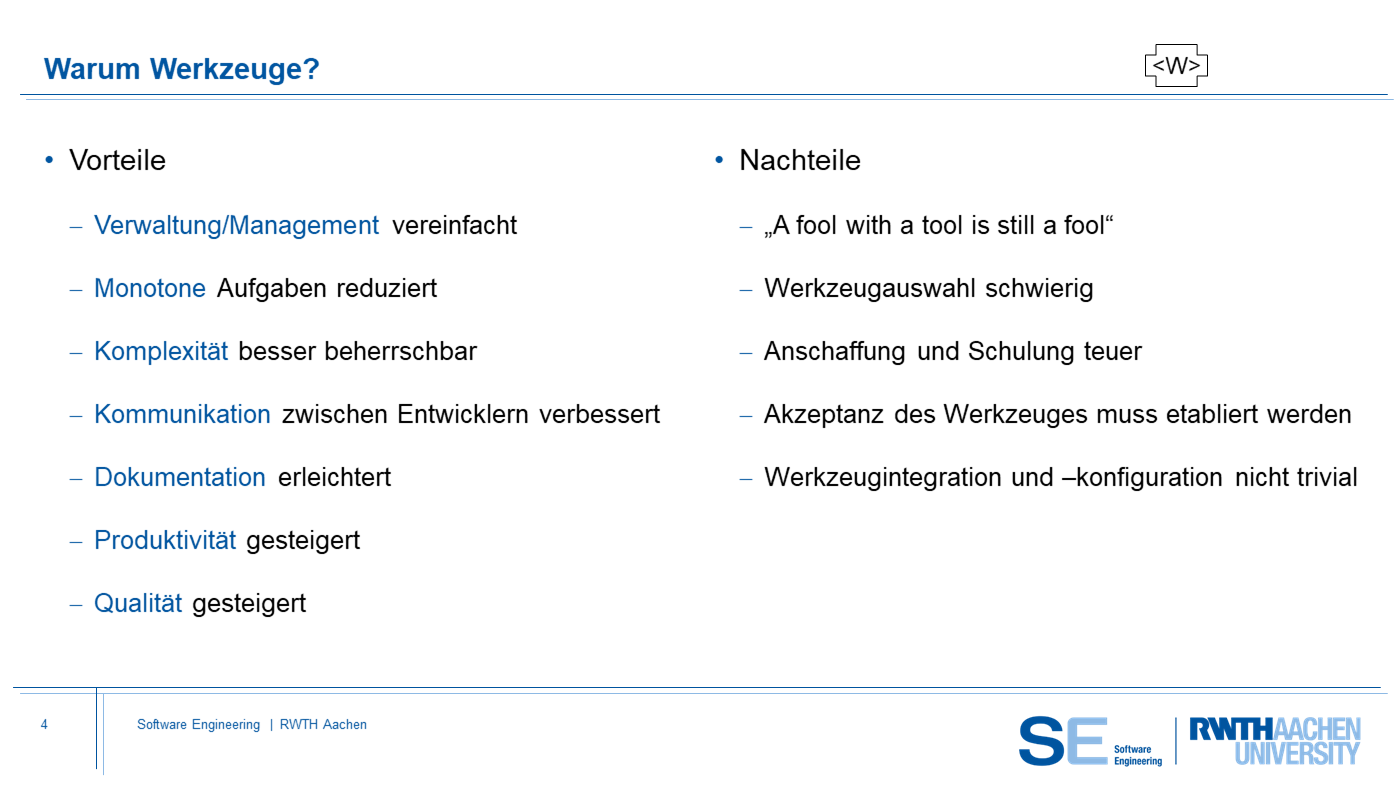 Warum Werkzeuge?
<W>
• Vorteile
– Verwaltung/Management vereinfacht
– Monotone Aufgaben reduziert
– Komplexität besser beherrschbar
– Kommunikation zwischen Entwicklern verbessert
– Dokumentation erleichtert
– Produktivität gesteigert
– Qualität gesteigert
• Nachteile
– „A fool with a tool is still a fool“
– Werkzeugauswahl schwierig
– Anschaffung und Schulung teuer
– Akzeptanz des Werkzeuges muss etabliert werden
– Werkzeugintegration und –konfiguration nicht trivial
4
Software Engineering | RWTH Aachen
SE Software
Engineering
RWTHAACHEN
UNIVERSITY